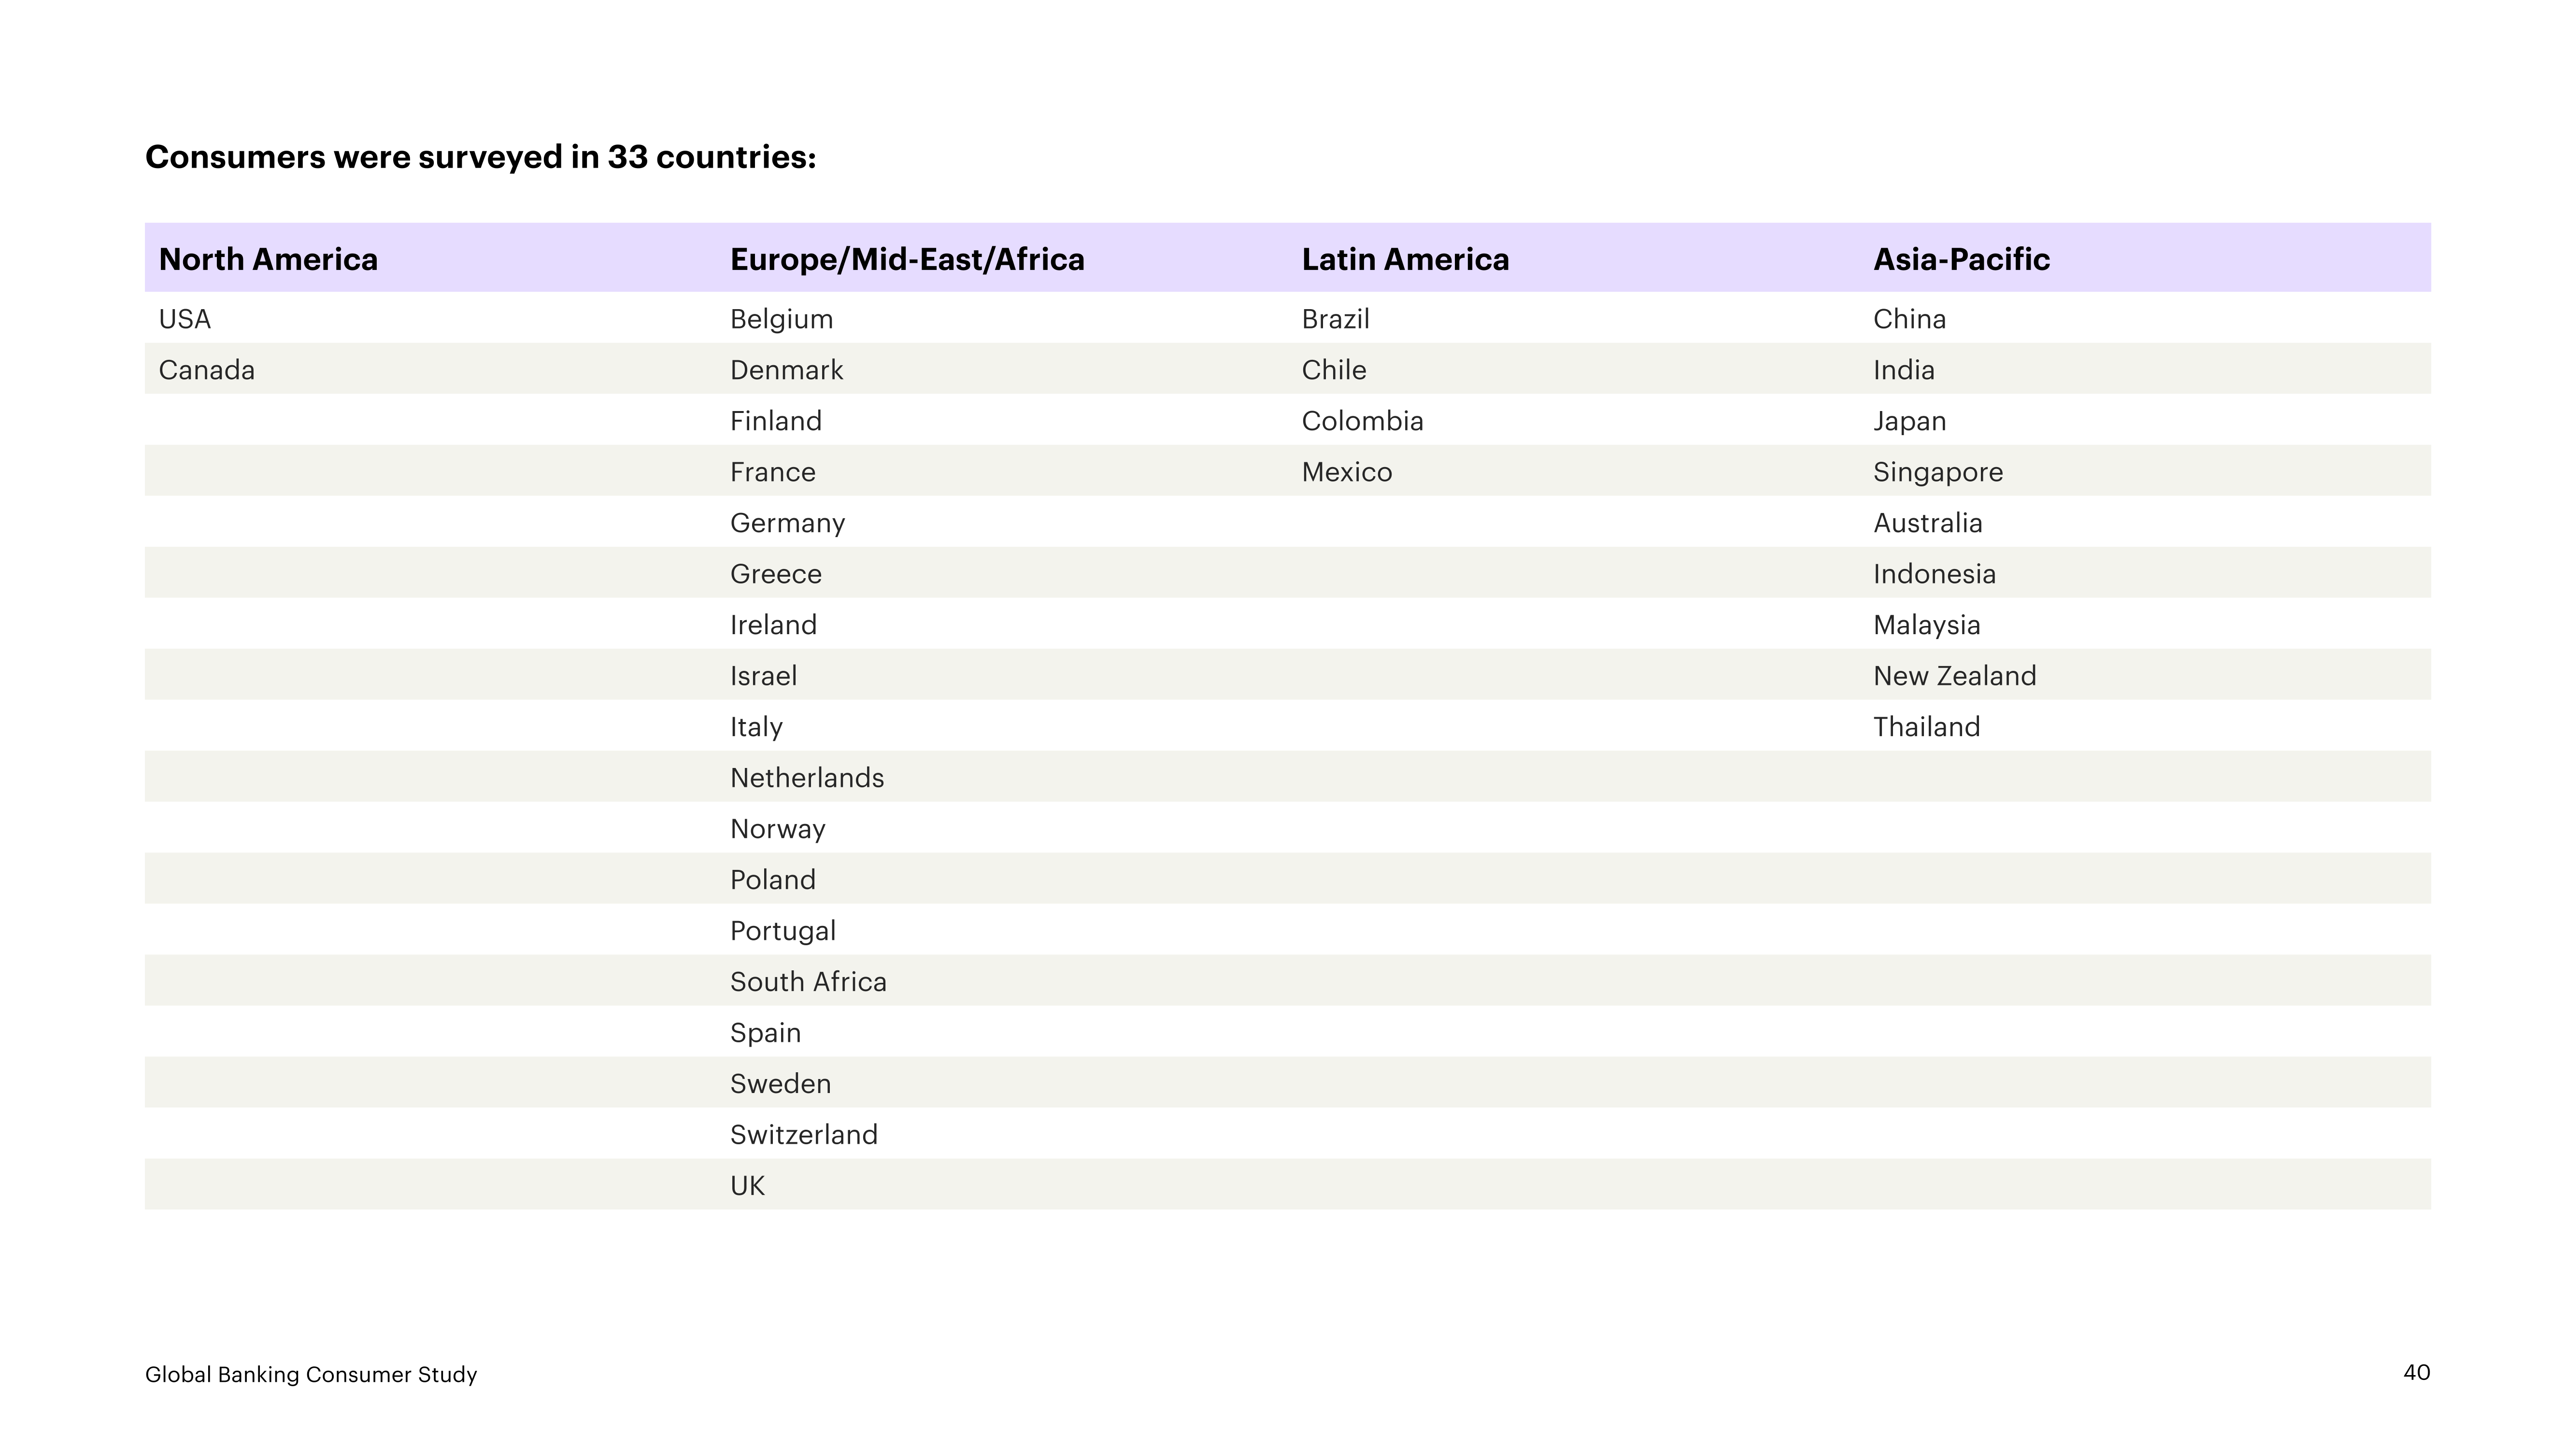 Consumers were surveyed in 33 countries:
North America Europe/Mid-East/Africa Latin America Asia-Pacific
USA Belgium Brazil China
Canada Denmark Chile India
Finland Colombia Japan
France Mexico Singapore
Germany Australia
Greece Indonesia
Ireland Malaysia
Israel New Zealand
Italy Thailand
Netherlands
Norway
Poland
Portugal
South Africa
Spain
Sweden
Switzerland
UK
Global Banking Consumer Study 40